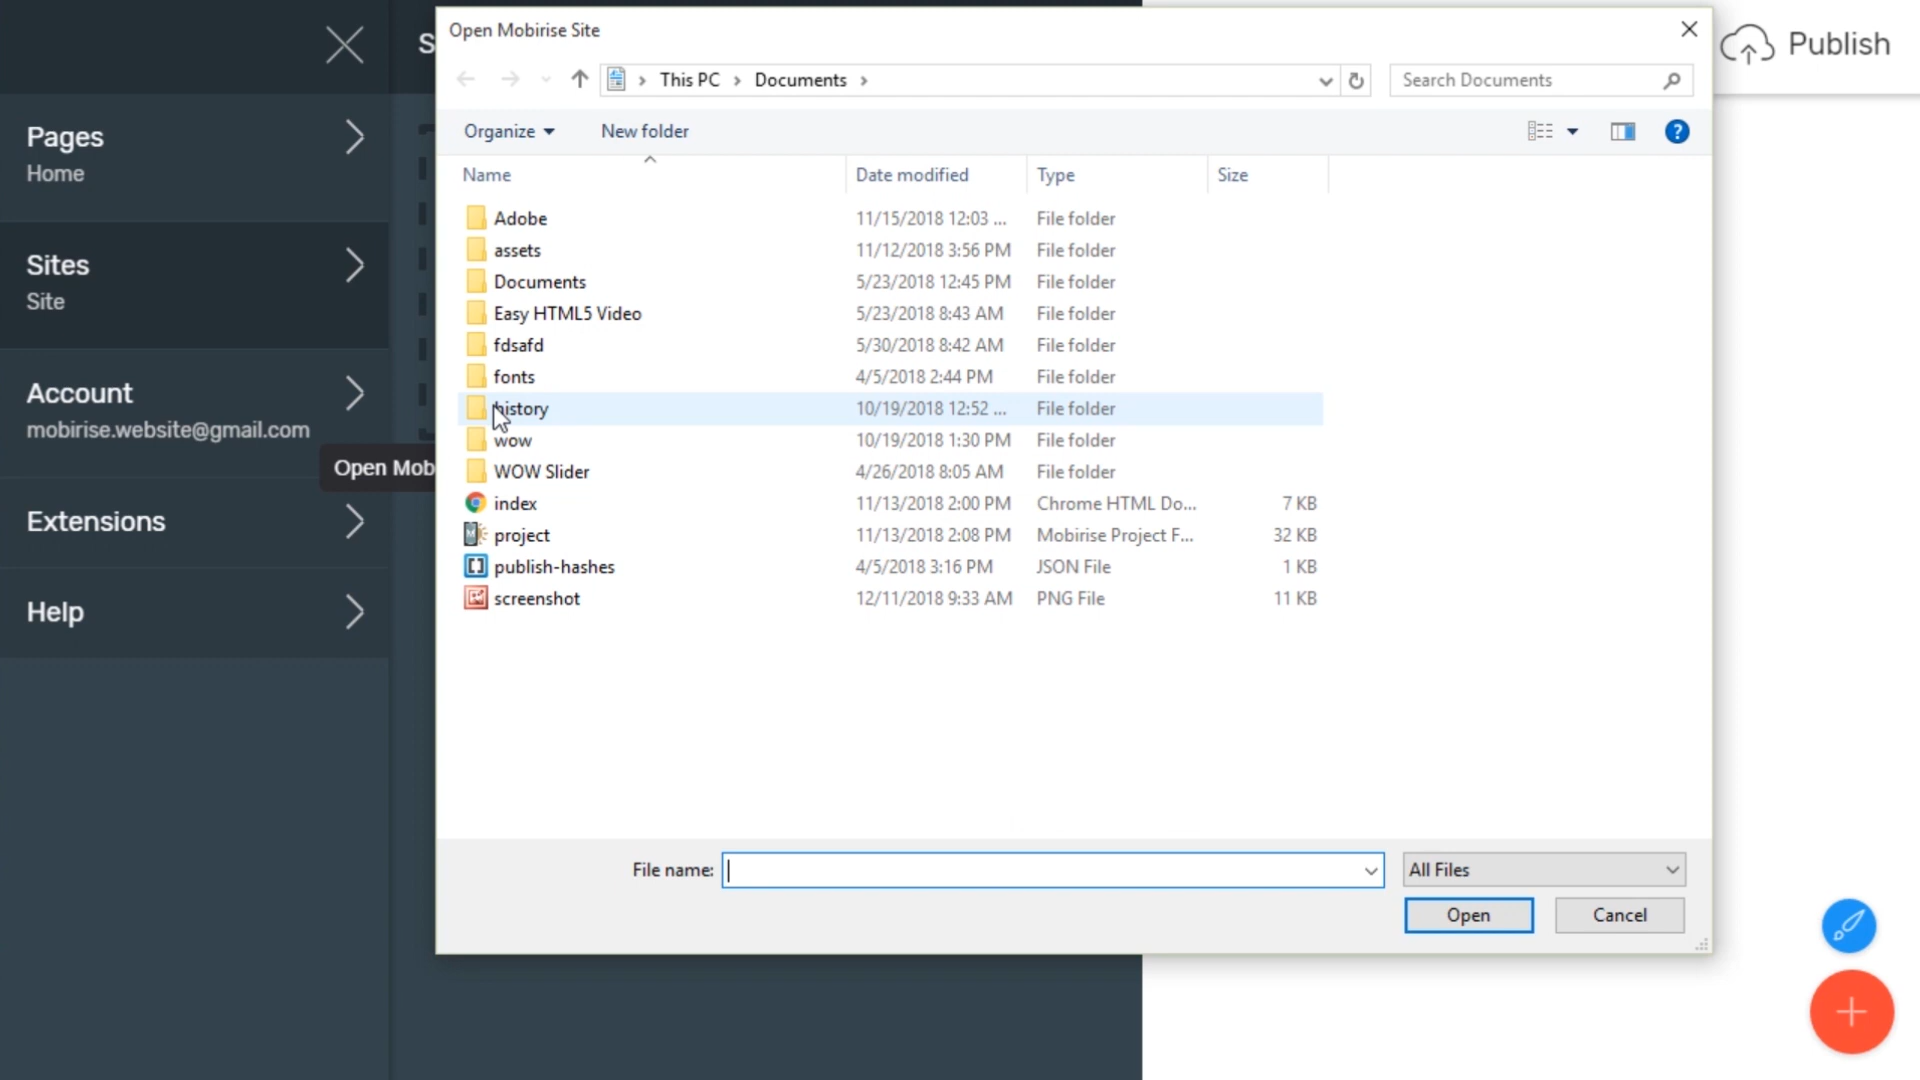 Open Mobirise Site
S
Publish
This PC
Documents
Search Documents
Pages
Home
Organize
New folder
Name
Date modified
Type
Size
Adobe 11/15/2018 12:03 ... File folder
assets 11/12/2018 3:56 PM File folder
Documents 5/23/2018 12:45 PM File folder
Easy HTML5 Video 5/23/2018 8:43 AM File folder
fdsafd 5/30/2018 8:42 AM File folder
fonts 4/5/2018 2:44 PM File folder
history 10/19/2018 12:52 ... File folder
wow 10/19/2018 1:30 PM File folder
WOW Slider 4/26/2018 8:05 AM File folder
index 11/13/2018 2:00 PM Chrome HTML Do... 7 KB
project 11/13/2018 2:08 PM Mobirise Project F... 32 KB
publish-hashes 4/5/2018 3:16 PM JSON File 1 KB
screenshot 12/11/2018 9:33 AM PNG File 11 KB
Sites
Site
Account
mobirise.website@gmail.com
Open Mob
Extensions
Help
File name:
All Files
Open
Cancel